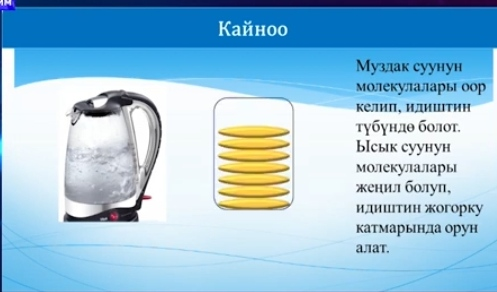 Кайноо
Муздак суунун
молекулалары оор
келип, идиштин
түбүндө болот.
Ысык суунун
молекулалары
жеңил болуп,
идиштин жогорку
катмарында орун
алат.